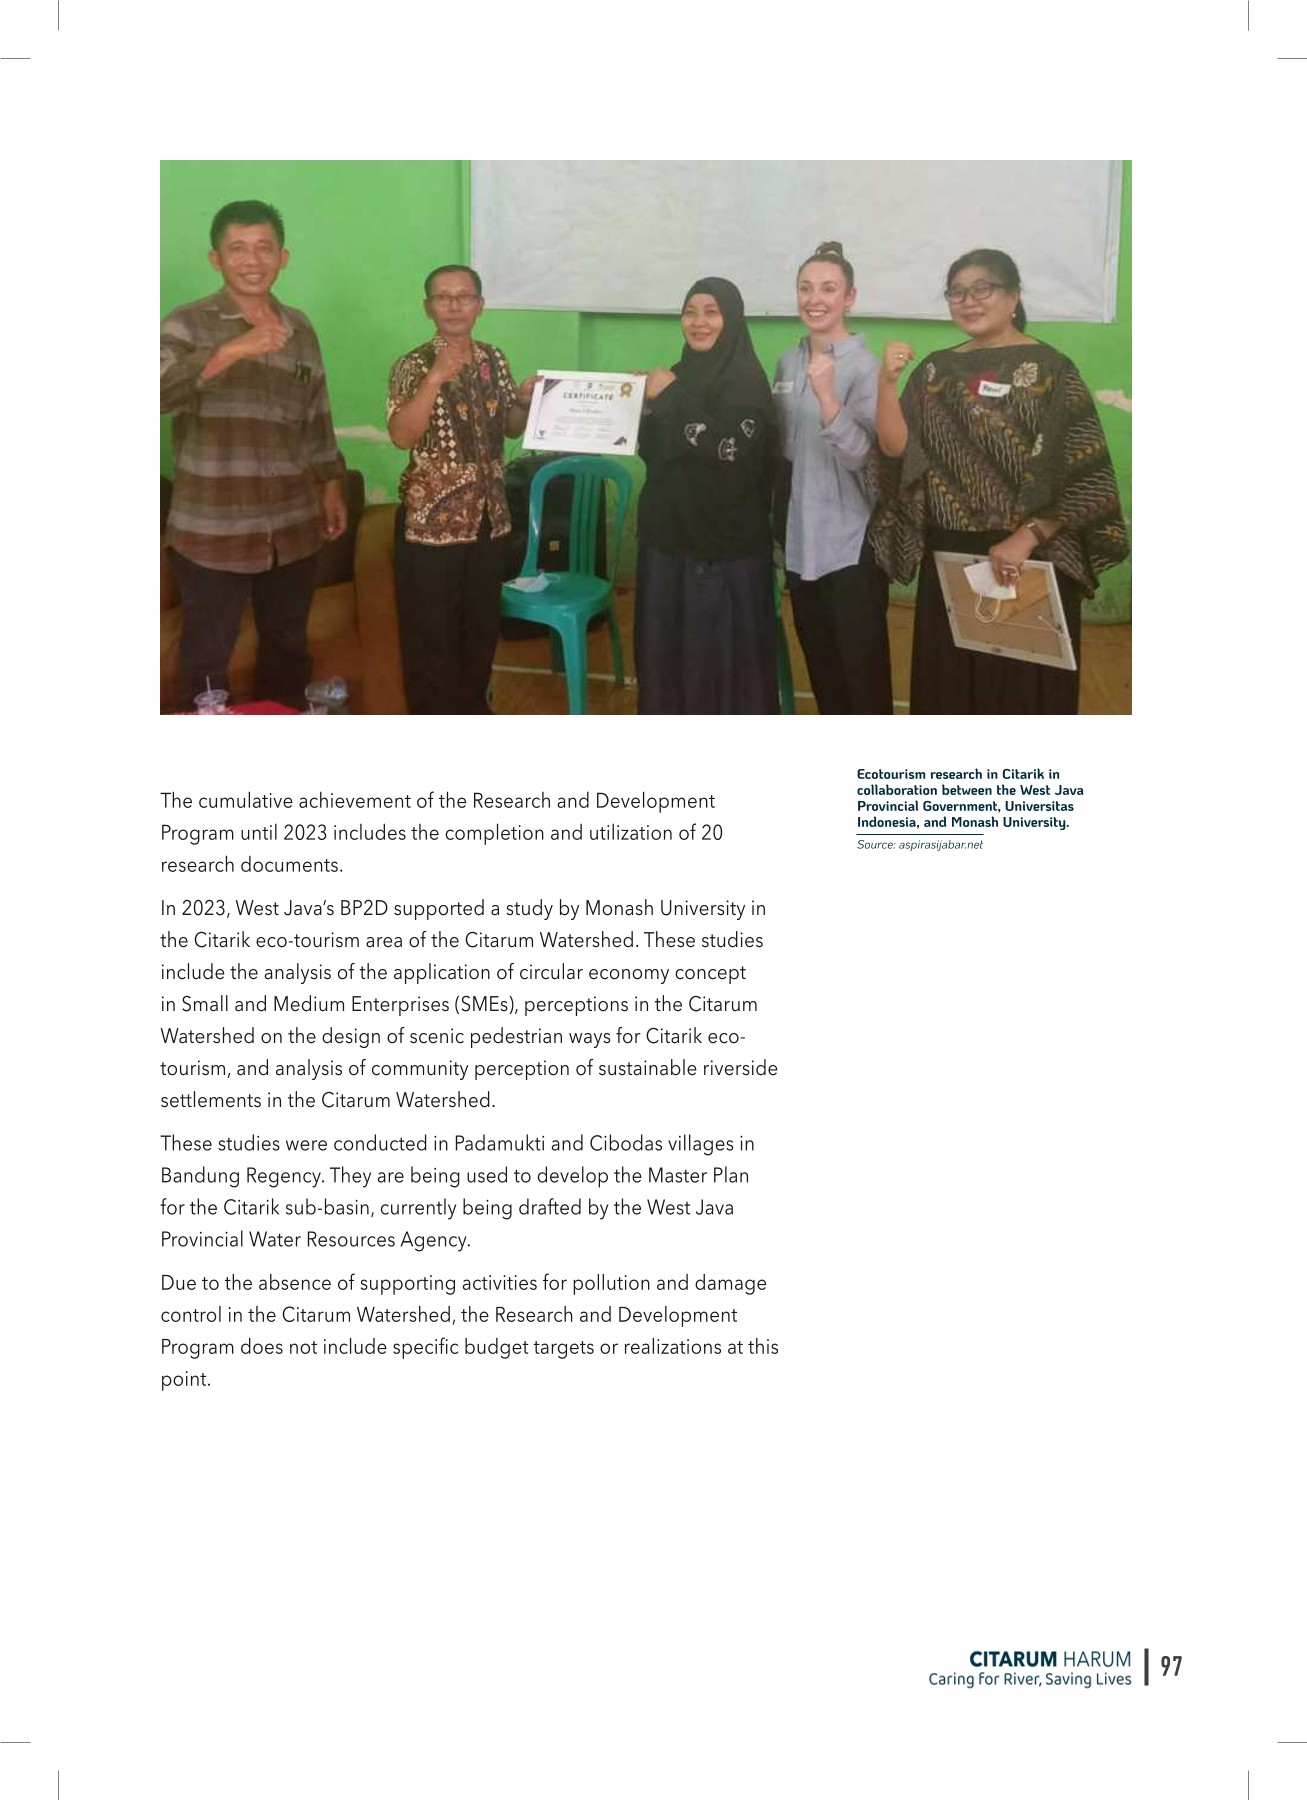 CERTIFICATE
The cumulative achievement of the Research and Development
Program until 2023 includes the completion and utilization of 20
research documents.
In 2023, West Java’s BP2D supported a study by Monash University in
the Citarik eco-tourism area of the Citarum Watershed. These studies
include the analysis of the application of circular economy concept
in Small and Medium Enterprises (SMEs), perceptions in the Citarum
Watershed on the design of scenic pedestrian ways for Citarik eco-
tourism, and analysis of community perception of sustainable riverside
settlements in the Citarum Watershed.
These studies were conducted in Padamukti and Cibodas villages in
Bandung Regency. They are being used to develop the Master Plan
for the Citarik sub-basin, currently being drafted by the West Java
Provincial Water Resources Agency.
Due to the absence of supporting activities for pollution and damage
control in the Citarum Watershed, the Research and Development
Program does not include specific budget targets or realizations at this
point.
Ecotourism research in Citarik in
collaboration between the West Java
Provincial Government, Universitas
Indonesia, and Monash University.
Source: aspirasijabar.net
CITARUM HARUM
Caring for River, Saving Lives
97